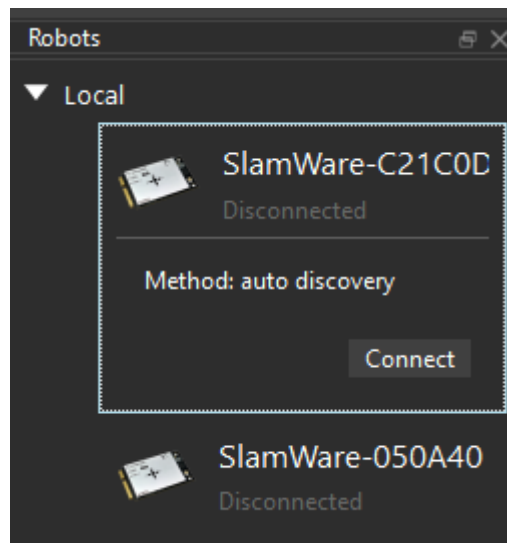 Robots
Local
SlamWare-C21C0D
Disconnected
Method: auto discovery
Connect
SlamWare-050A40
Disconnected